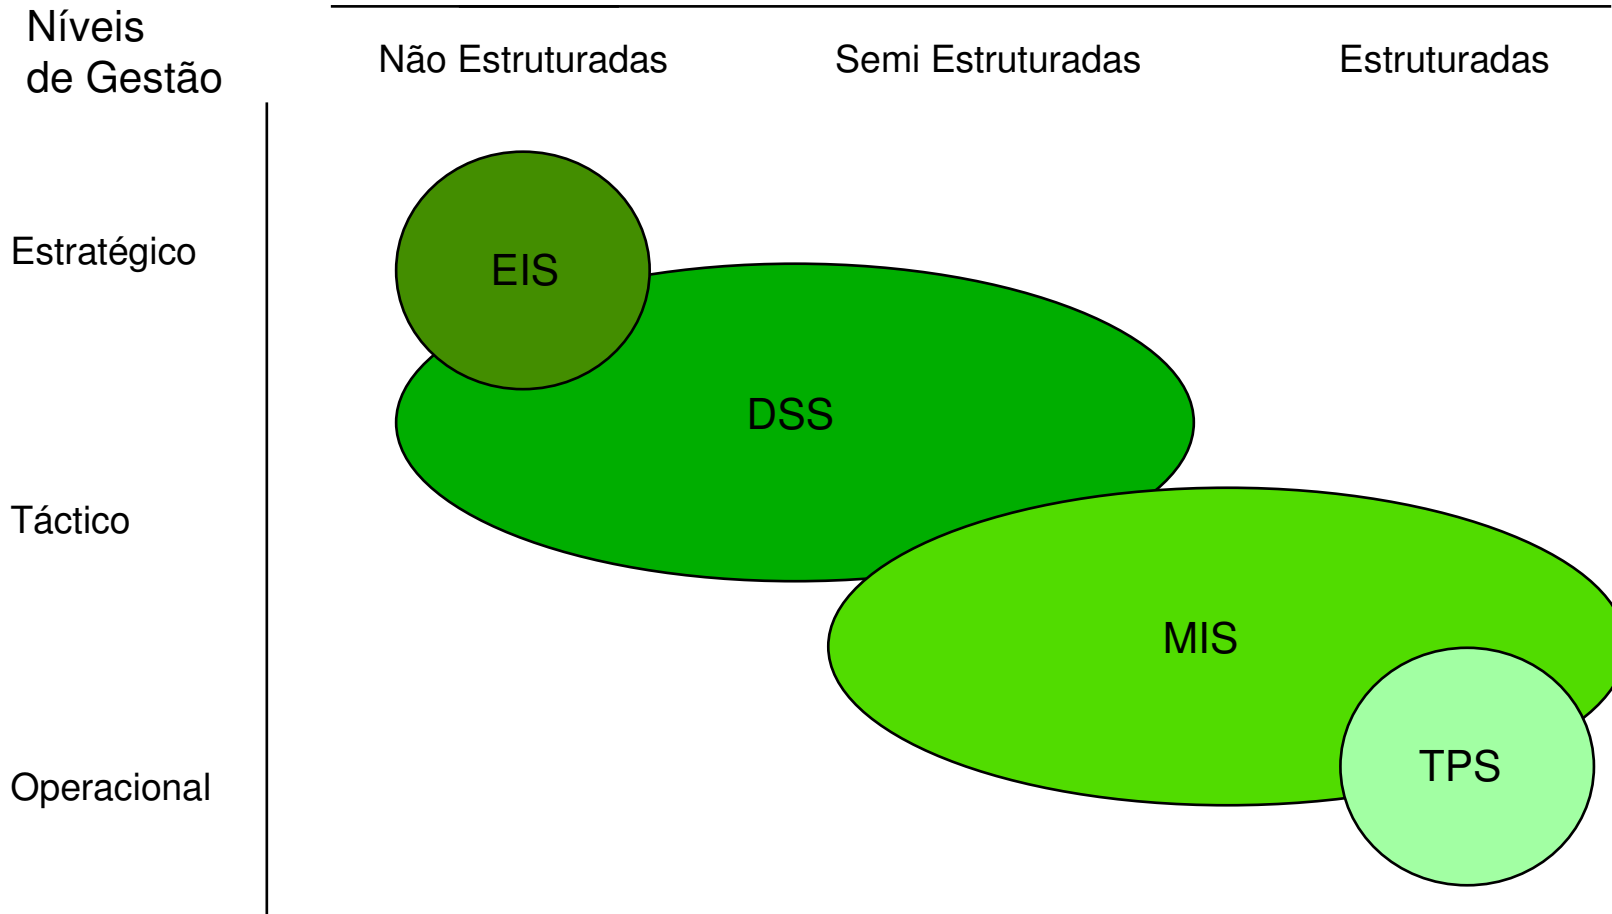 Níveis
de Gestão
Não Estruturadas
Semi Estruturadas
Estruturadas
Estratégico
EIS
DSS
Táctico
MIS
TPS
Operacional